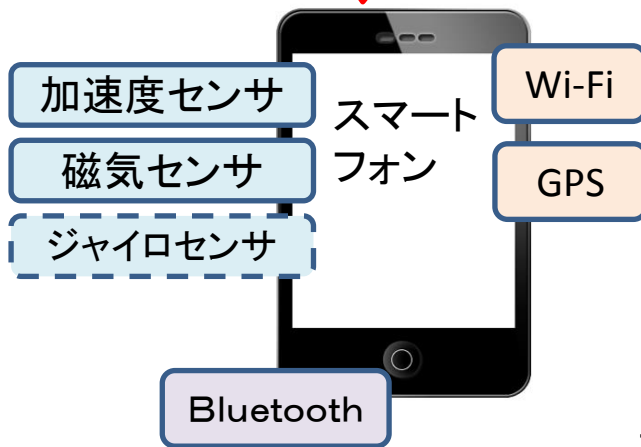 加速度センサ
磁気センサ
ジャイロセンサ
スマート
フォン
Wi-Fi
GPS
Bluetooth